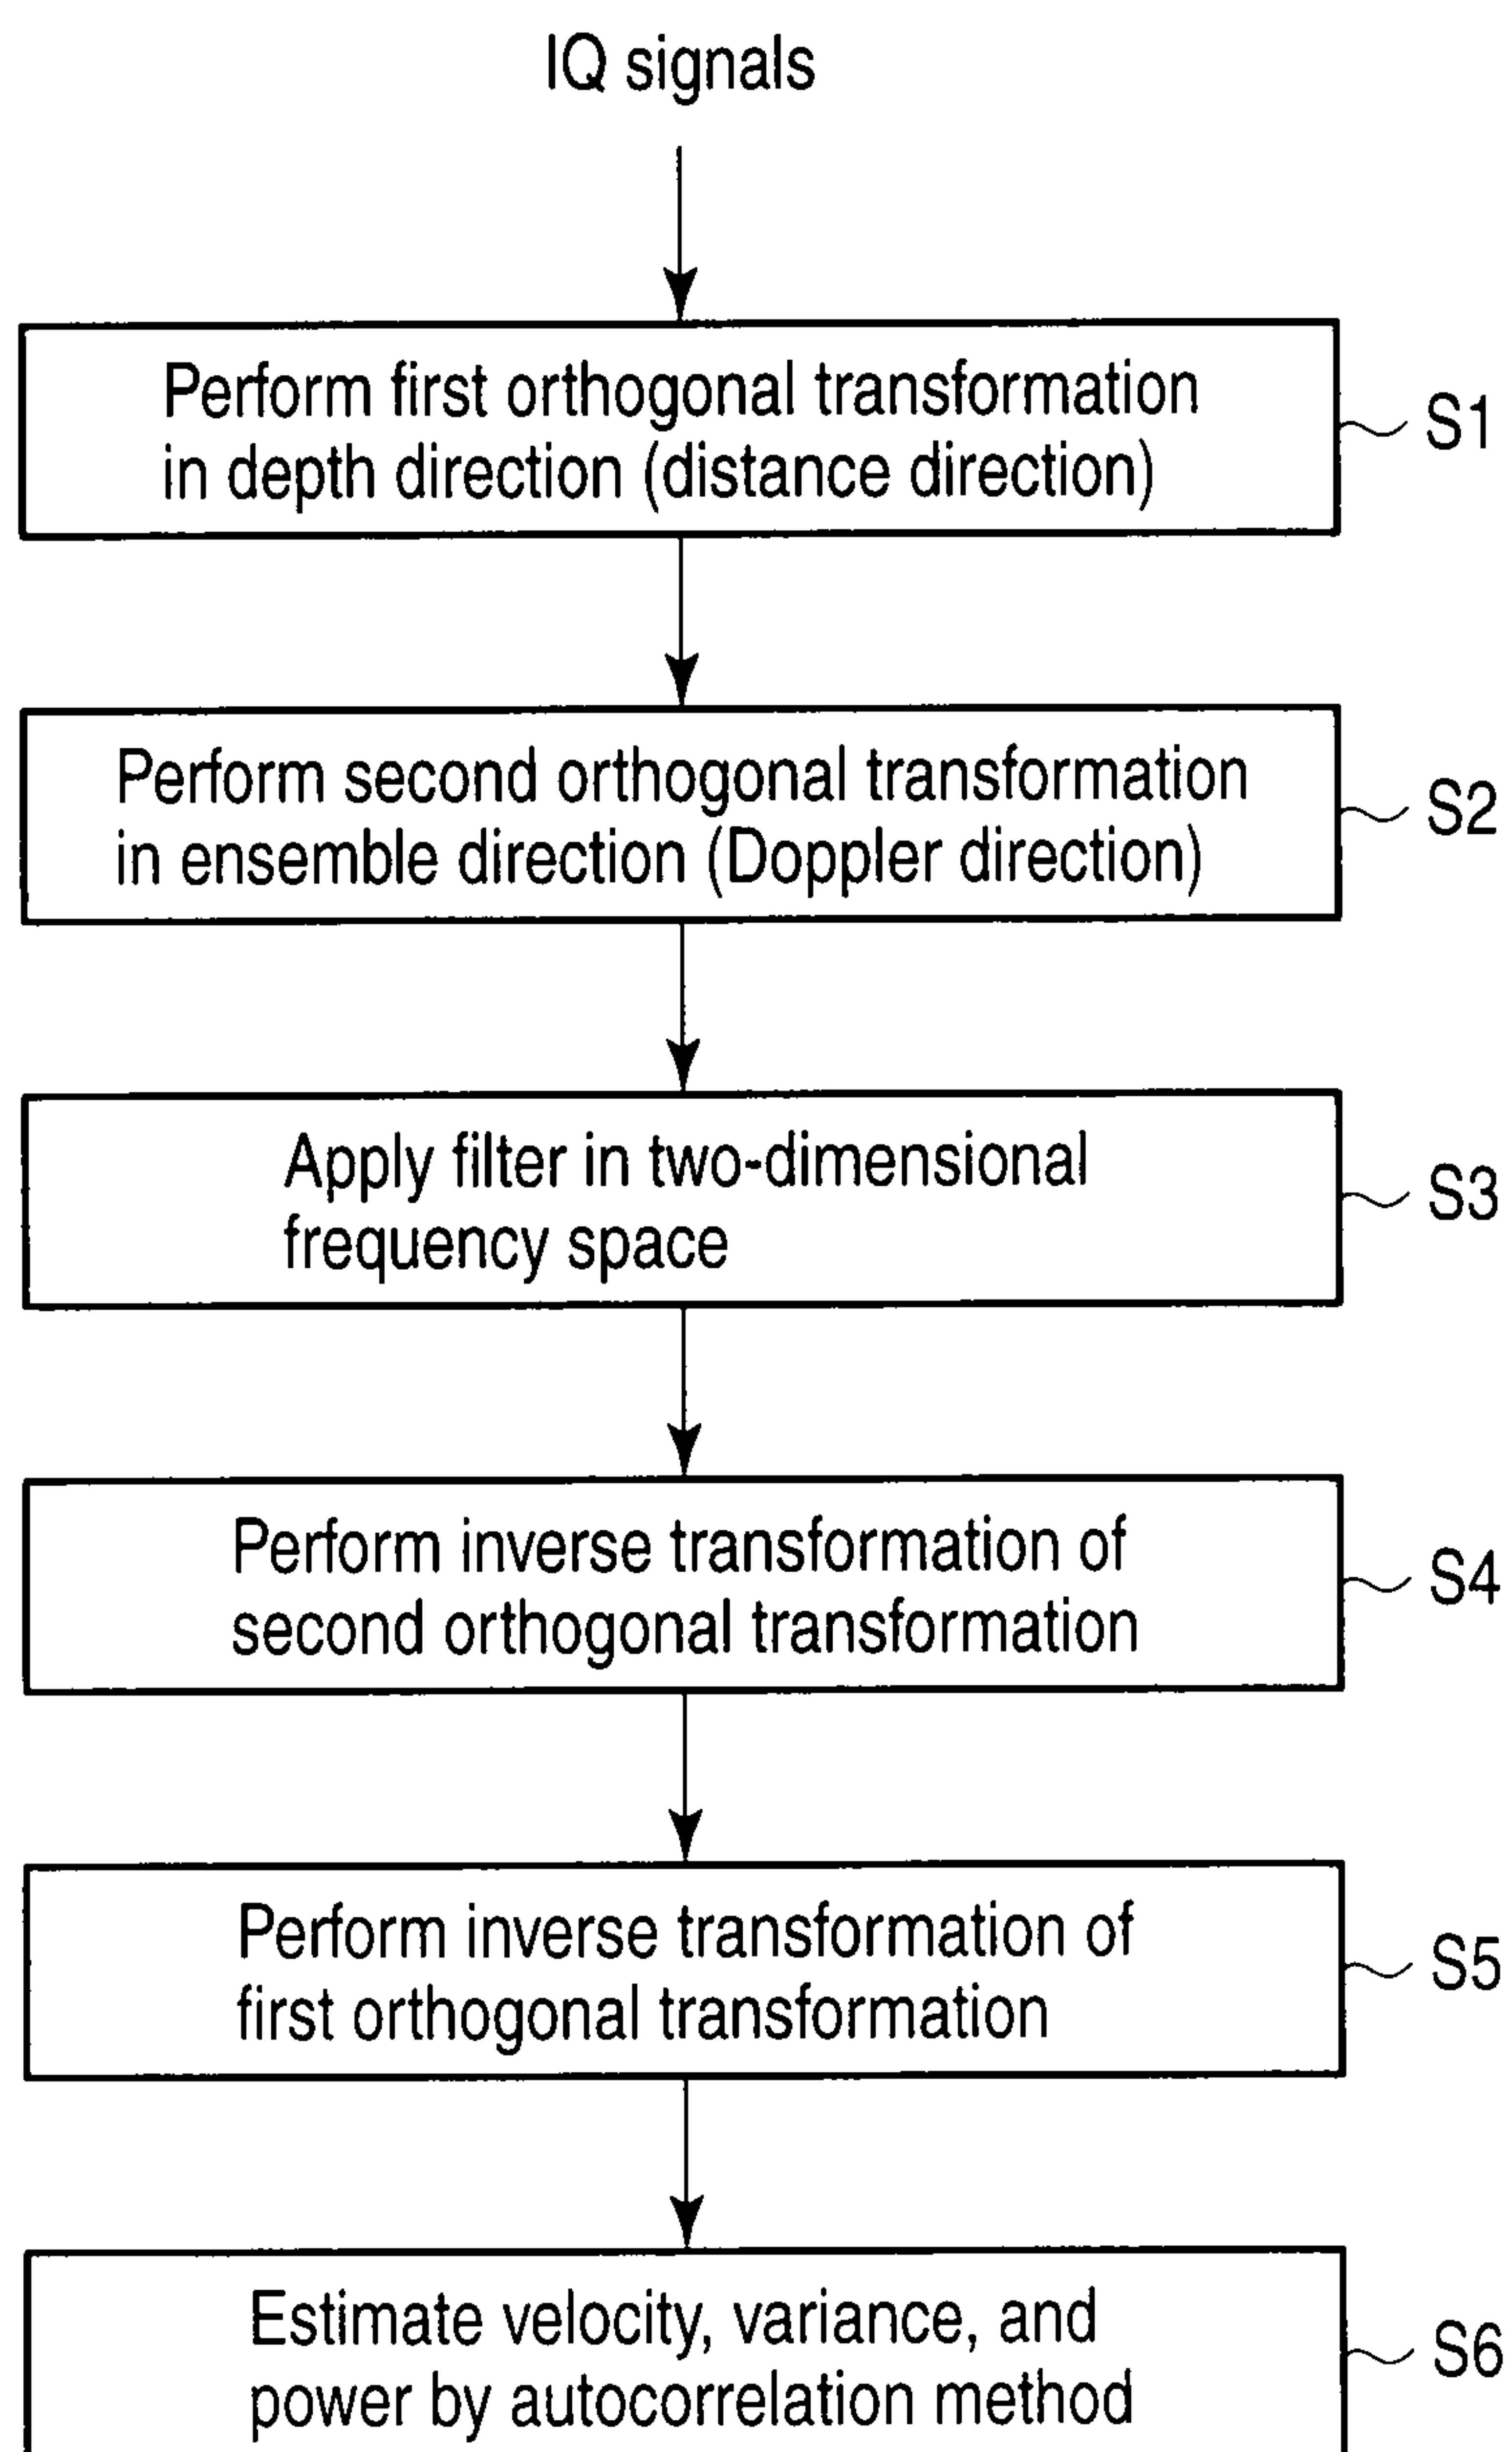 IQ signals
Perform first orthogonal transformation
in depth direction (distance direction)
S1
Perform second orthogonal transformation
in ensemble direction (Doppler direction)
S2
Apply filter in two-dimensional
frequency space
S3
Perform inverse transformation of
second orthogonal transformation
S4
Perform inverse transformation of
first orthogonal transformation
S5
Estimate velocity, variance, and
power by autocorrelation method
S6